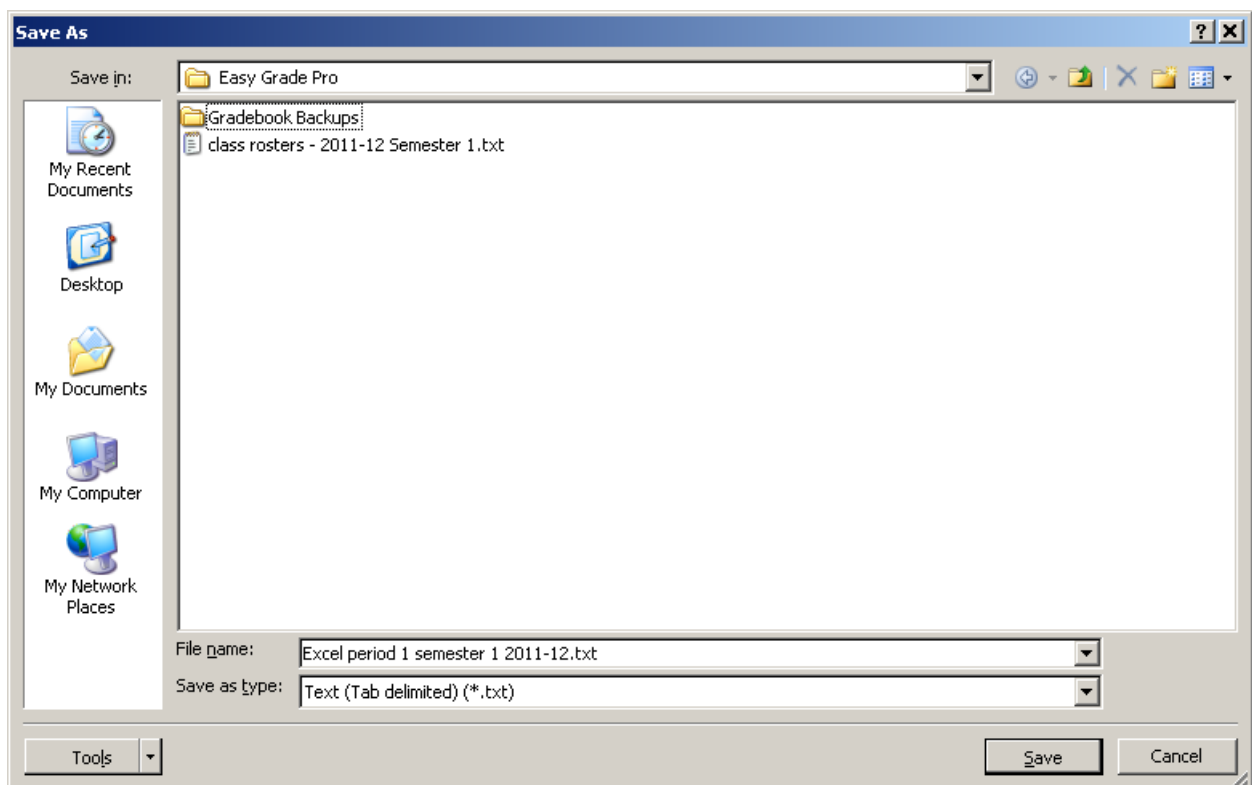 Save As
Save in:
Easy Grade Pro
My Recent
Documents
Desktop
My Documents
My Computer
My Network
Places
Gradebook Backups
class rosters - 2011-12 Semester 1.txt
File name:
Excel period 1 semester 1 2011-12.txt
Save as type:
Text (Tab delimited) (*.txt)
Tools
Save
Cancel